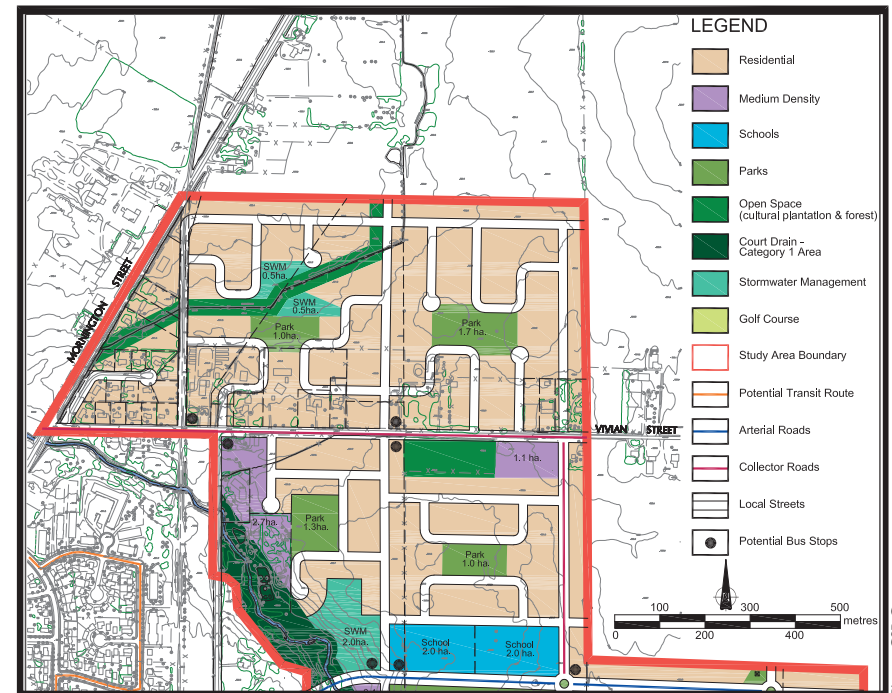 LEGEND
Residential
Medium Density
Schools
Parks
Open Space
(cultural plantation & forest)
Court Drain -
Category 1 Area
Stormwater Management
Golf Course
Study Area Boundary
Potential Transit Route
Arterial Roads
Collector Roads
Local Streets
Potential Bus Stops
100 300 500
metres
0 200 400
MORNINGTON STREET
SWM
0.5ha.
SWM
0.5ha.
Park
1.0ha.
Park
1.7 ha.
VIVIAN STREET
1.1 ha.
2.7ha.
Park
1.3ha.
Park
1.0 ha.
SWM
2.0ha.
School
2.0 ha.
School
2.0 ha.